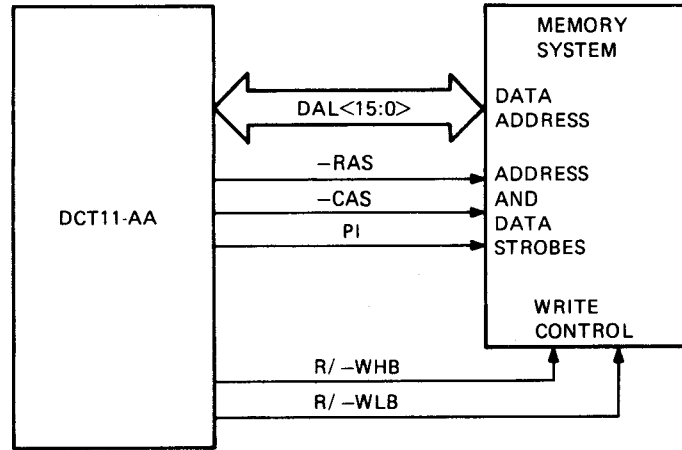 MEMORY
SYSTEM
DAL<15:0>
DATA
ADDRESS
DCT11-AA
−RAS
−CAS
PI
ADDRESS
AND
DATA
STROBES
WRITE
CONTROL
R/ −WHB
R/ −WLB